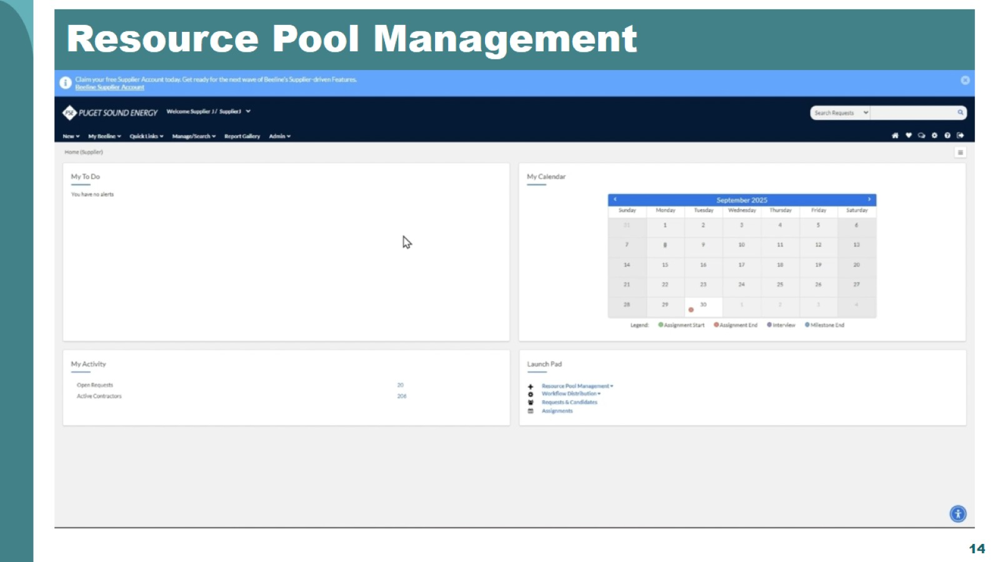 Resource Pool Management
Claim your free Supplier Account today. Get ready for the next wave of Beeline's Supplier-driven Features.
Beeline Supplier Account
PSE PUGET SOUND ENERGY Welcome Supplier J / SupplierJ
Search Requests
New My Beeline Quick Links Manage/Search Report Gallery Admin
Home (Supplier)
My To Do
You have no alerts
My Calendar
September 2025
Sunday Monday Tuesday Wednesday Thursday Friday Saturday
31 1 2 3 4 5 6
7 8 9 10 11 12 13
14 15 16 17 18 19 20
21 22 23 24 25 26 27
28 29 30 1 2 3 4
Legend: Assignment Start Assignment End Interview Milestone End
My Activity
Open Requests 20
Active Contractors 206
Launch Pad
Resource Pool Management
Workflow Distribution
Requests & Candidates
Assignments
14